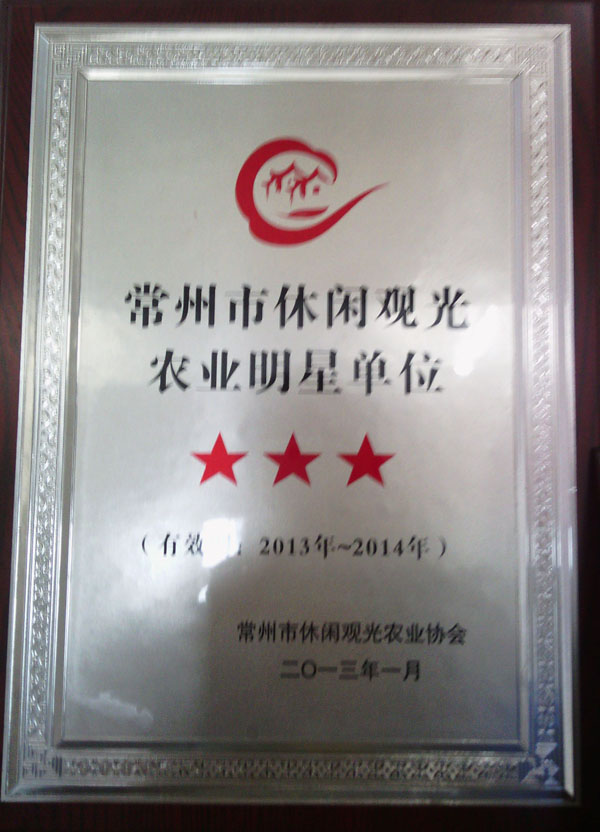 常州市休闲观光
农业明星单位
（有效 ：2013年~2014年）
常州市休闲观光农业协会
二〇一三年一月